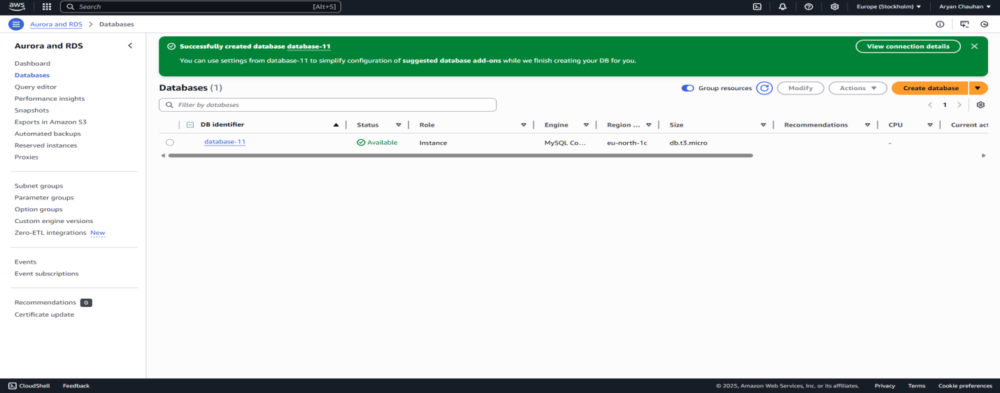 aws
Search [Alt+S]
Europe (Stockholm) Aryan Chauhan
Aurora and RDS > Databases
Aurora and RDS
Dashboard
Databases
Query editor
Performance insights
Snapshots
Exports in Amazon S3
Automated backups
Reserved instances
Proxies
Subnet groups
Parameter groups
Option groups
Custom engine versions
Zero-ETL integrations New
Events
Event subscriptions
Recommendations 0
Certificate update
Successfully created database database-11
You can use settings from database-11 to simplify configuration of suggested database add-ons while we finish creating your DB for you.
View connection details
Databases (1)
Group resources Modify Actions Create database
Filter by databases
1
DB identifier Status Role Engine Region ... Size Recommendations CPU Current act
database-11 Available Instance MySQL Co... eu-north-1c db.t3.micro -
CloudShell Feedback
© 2025, Amazon Web Services, Inc. or its affiliates. Privacy Terms Cookie preferences